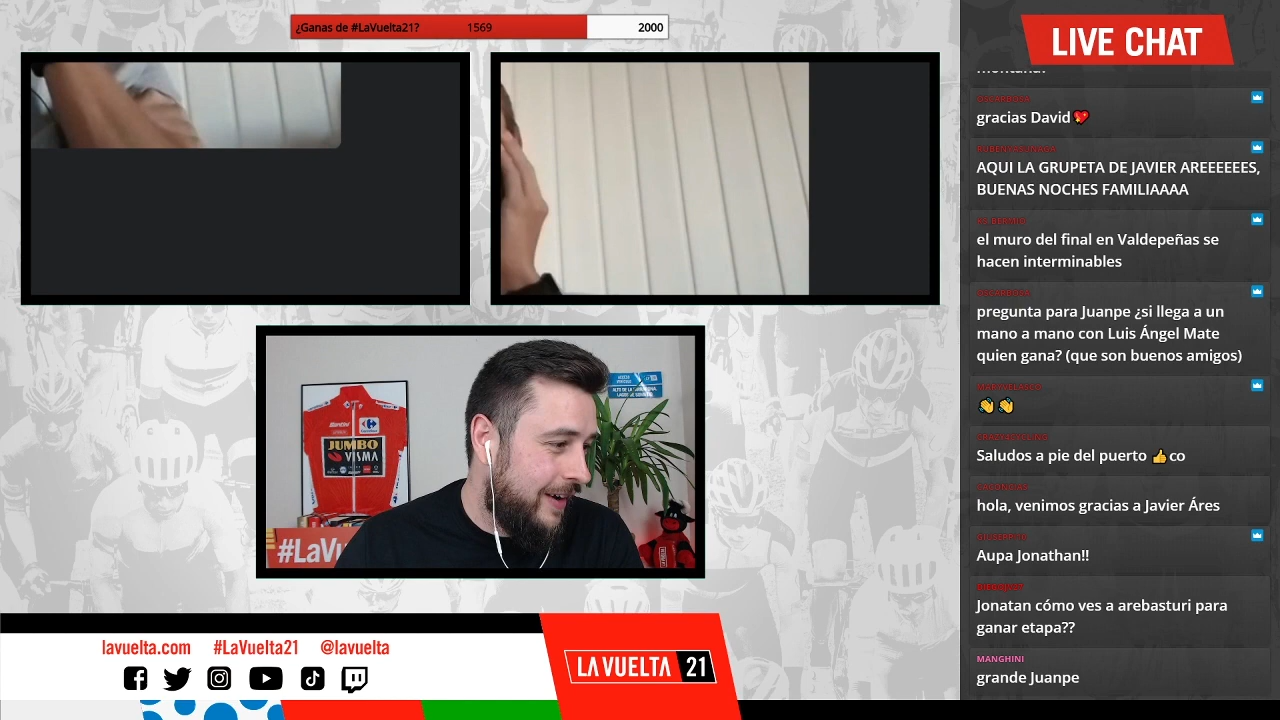 ¿Ganas de #LaVuelta21? 1569 2000
LIVE CHAT
gracias David
AQUI LA GRUPETA DE JAVIER AREEEEEES,
BUENAS NOCHES FAMILIAAAA
el muro del final en Valdepeñas se
hacen interminables
pregunta para Juanpe ¿si llega a un
mano a mano con Luis Ángel Mate
quien gana? (que son buenos amigos)
MARYVELASCO
CRAZY4CYCLING
Saludos a pie del puerto 👍co
hola, venimos gracias a Javier Áres
Aupa Jonathan!!
Jonatan cómo ves a arebasturi para
ganar etapa??
MANGHINI
grande Juanpe
Santini
Carrefour
JUMBO
VISMA
#LaVu
lavuelta.com #LaVuelta21 @lavuelta
LA VUELTA 21